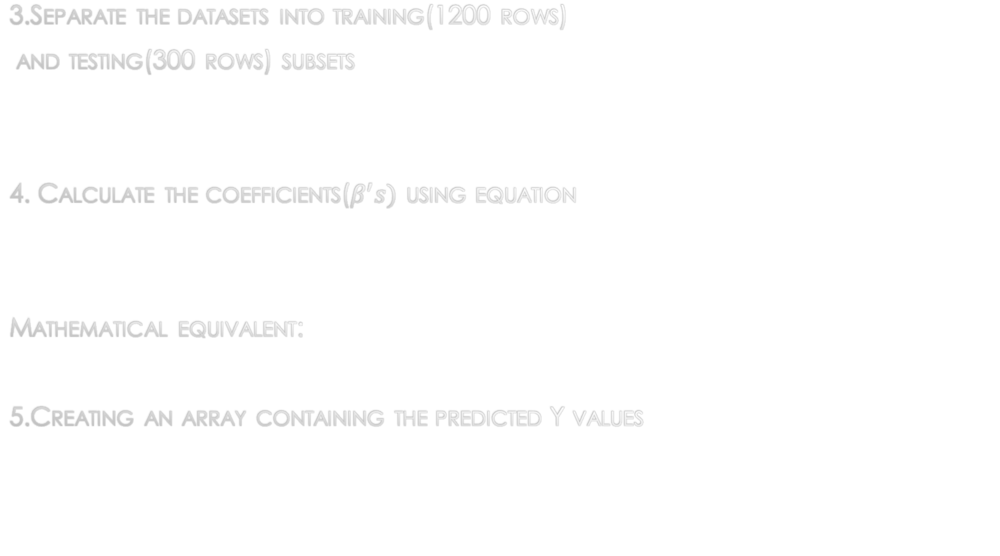 3.Separate the datasets into training(1200 rows)
and testing(300 rows) subsets
4. Calculate the coefficients(β′s) using equation
Mathematical equivalent:
5.Creating an array containing the predicted Y values